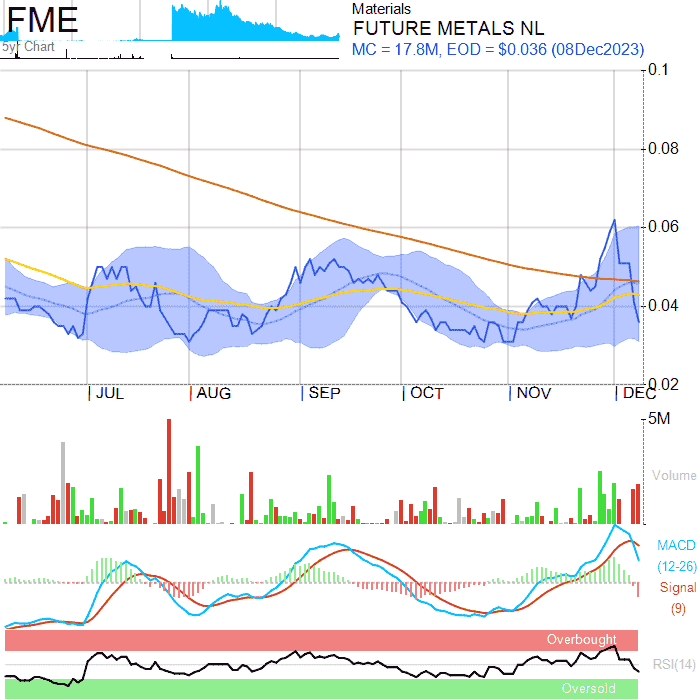 FME
5yr Chart
Materials
FUTURE METALS NL
MC = 17.8M, EOD = $0.036 (08Dec2023)
0.1
0.08
0.06
0.04
0.02
JUL AUG SEP OCT NOV DEC
5M
Volume
MACD
(12-26)
Signal
(9)
Overbought
RSI(14)
Oversold